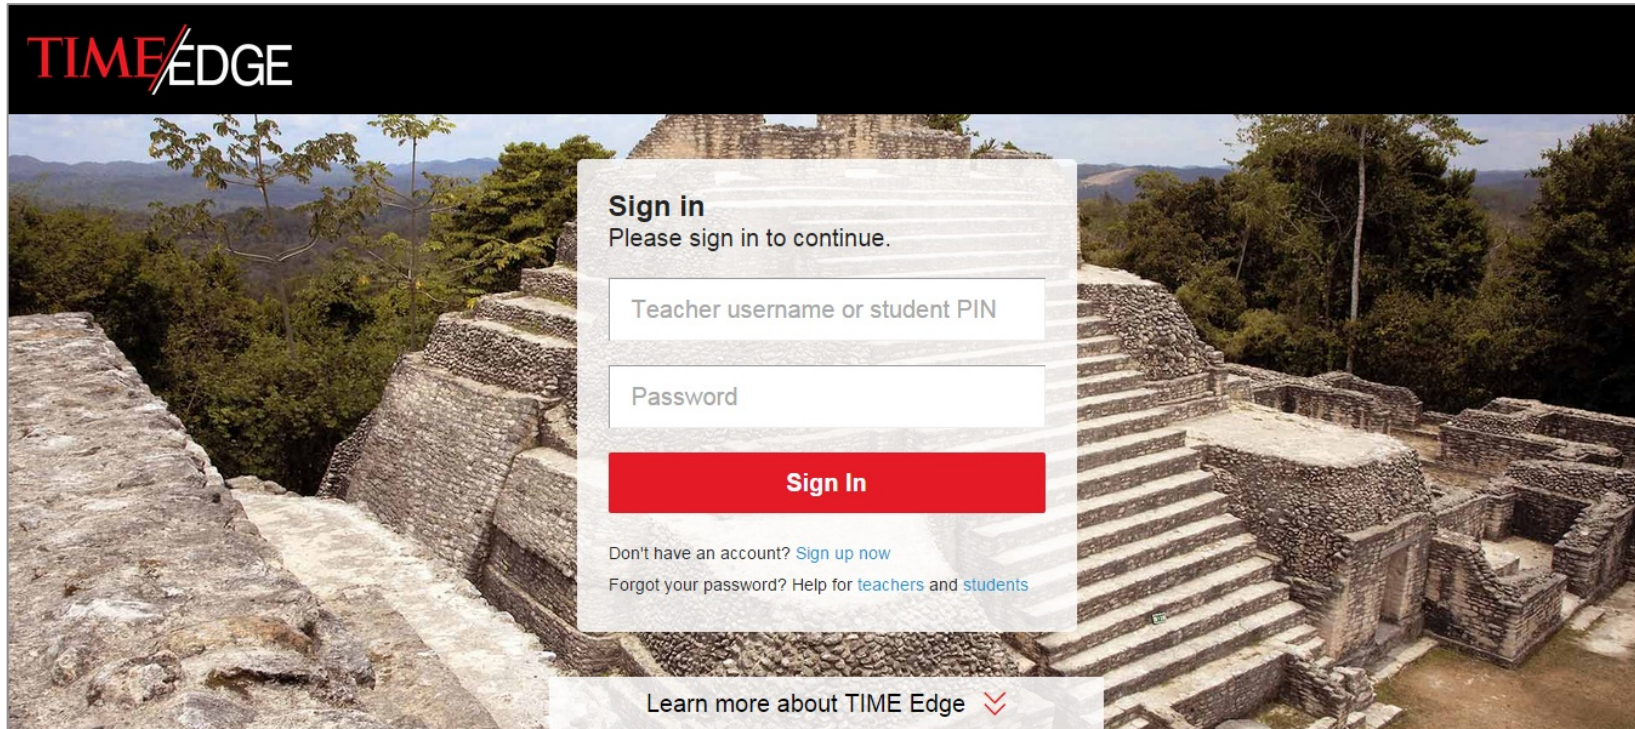 TIME/EDGE
Sign in
Please sign in to continue.
Teacher username or student PIN
Password
Sign In
Don't have an account? Sign up now
Forgot your password? Help for teachers and students
Learn more about TIME Edge